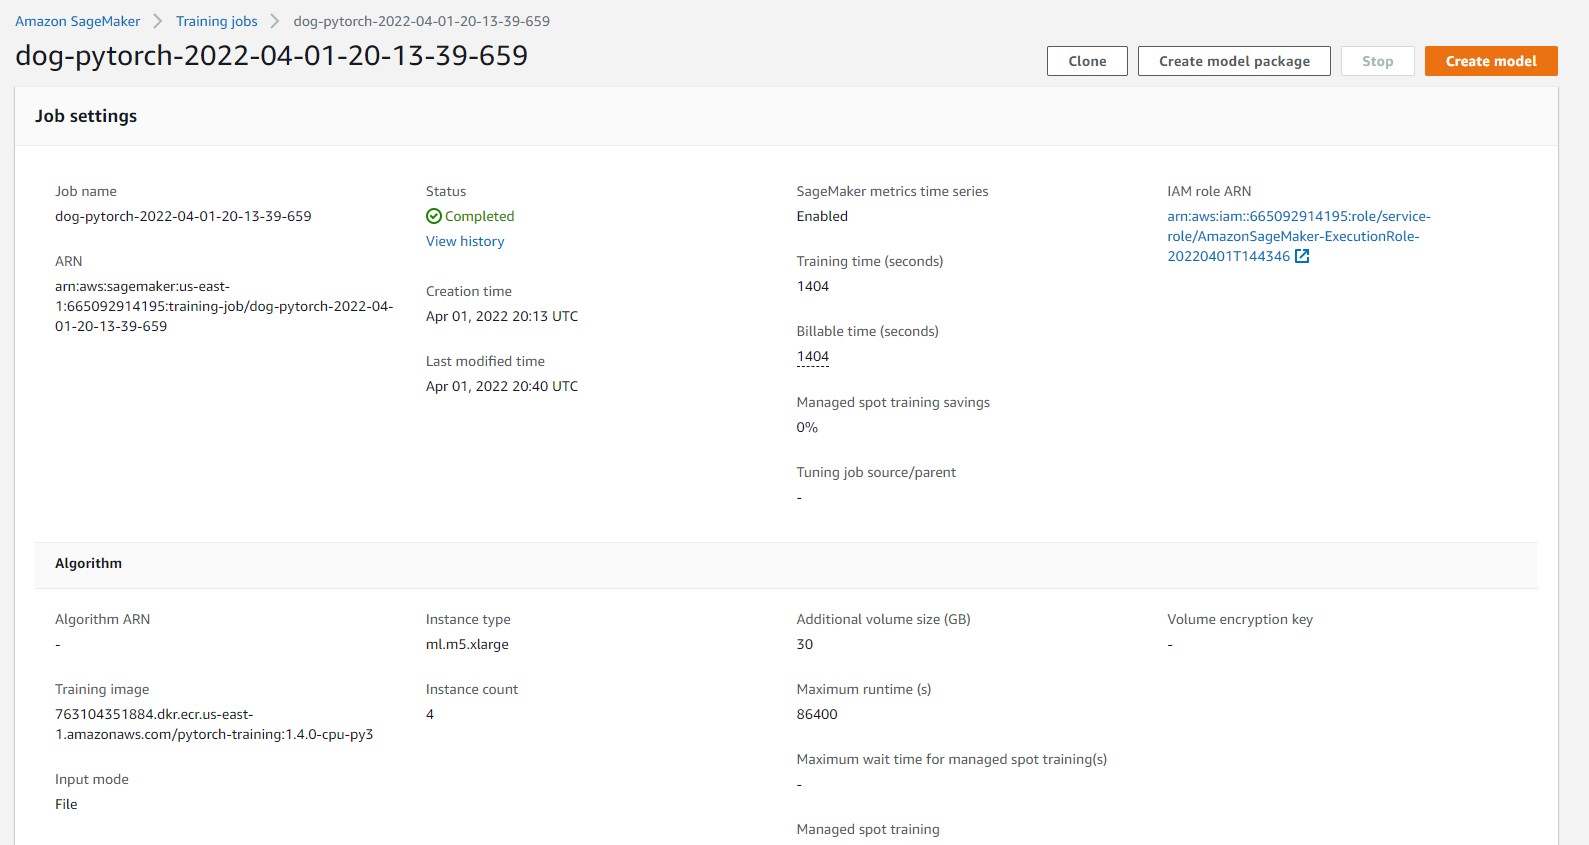 Amazon SageMaker > Training jobs > dog-pytorch-2022-04-01-20-13-39-659
dog-pytorch-2022-04-01-20-13-39-659
Clone
Create model package
Stop
Create model
Job settings
Job name
dog-pytorch-2022-04-01-20-13-39-659
ARN
arn:aws:sagemaker:us-east-
1:665092914195:training-job/dog-pytorch-2022-04-
01-20-13-39-659
Status
Completed
View history
Creation time
Apr 01, 2022 20:13 UTC
Last modified time
Apr 01, 2022 20:40 UTC
SageMaker metrics time series
Enabled
Training time (seconds)
1404
Billable time (seconds)
1404
Managed spot training savings
0%
Tuning job source/parent
-
IAM role ARN
arn:aws:iam::665092914195:role/service-
role/AmazonSageMaker-ExecutionRole-
20220401T144346
Algorithm
Algorithm ARN
-
Training image
763104351884.dkr.ecr.us-east-
1.amazonaws.com/pytorch-training:1.4.0-cpu-py3
Input mode
File
Instance type
ml.m5.xlarge
Instance count
4
Additional volume size (GB)
30
Maximum runtime (s)
86400
Maximum wait time for managed spot training(s)
-
Managed spot training
Volume encryption key
-